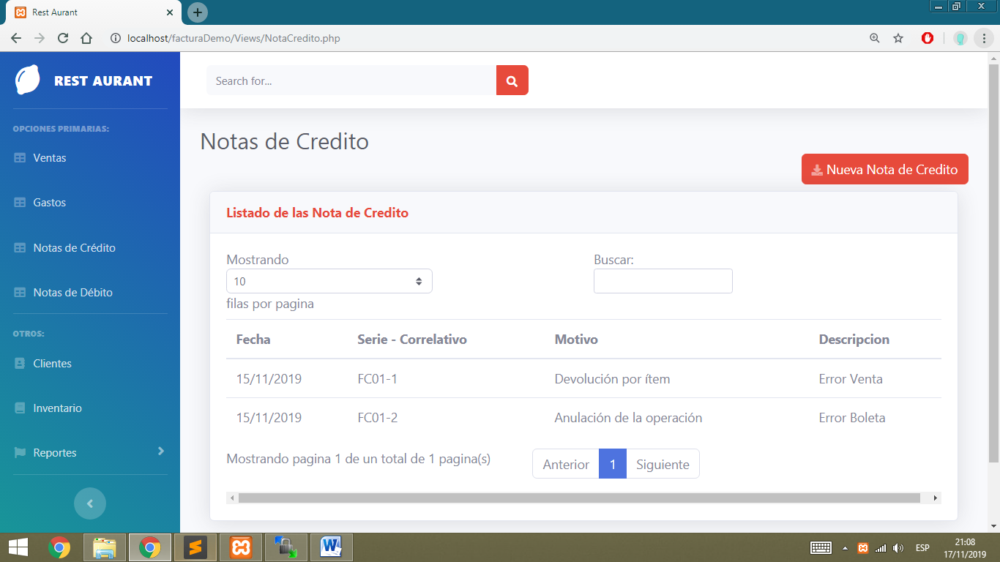 Rest Aurant
localhost/facturaDemo/Views/NotaCredito.php
REST AURANT
Search for...
OPCIONES PRIMARIAS:
Ventas
Gastos
Notas de Crédito
Notas de Débito
OTROS:
Clientes
Inventario
Reportes
Notas de Credito
Nueva Nota de Credito
Listado de las Nota de Credito
Mostrando
10
filas por pagina
Buscar:
Fecha Serie - Correlativo Motivo Descripcion
15/11/2019 FC01-1 Devolución por ítem Error Venta
15/11/2019 FC01-2 Anulación de la operación Error Boleta
Mostrando pagina 1 de un total de 1 pagina(s)
Anterior 1 Siguiente
ESP
21:08
17/11/2019